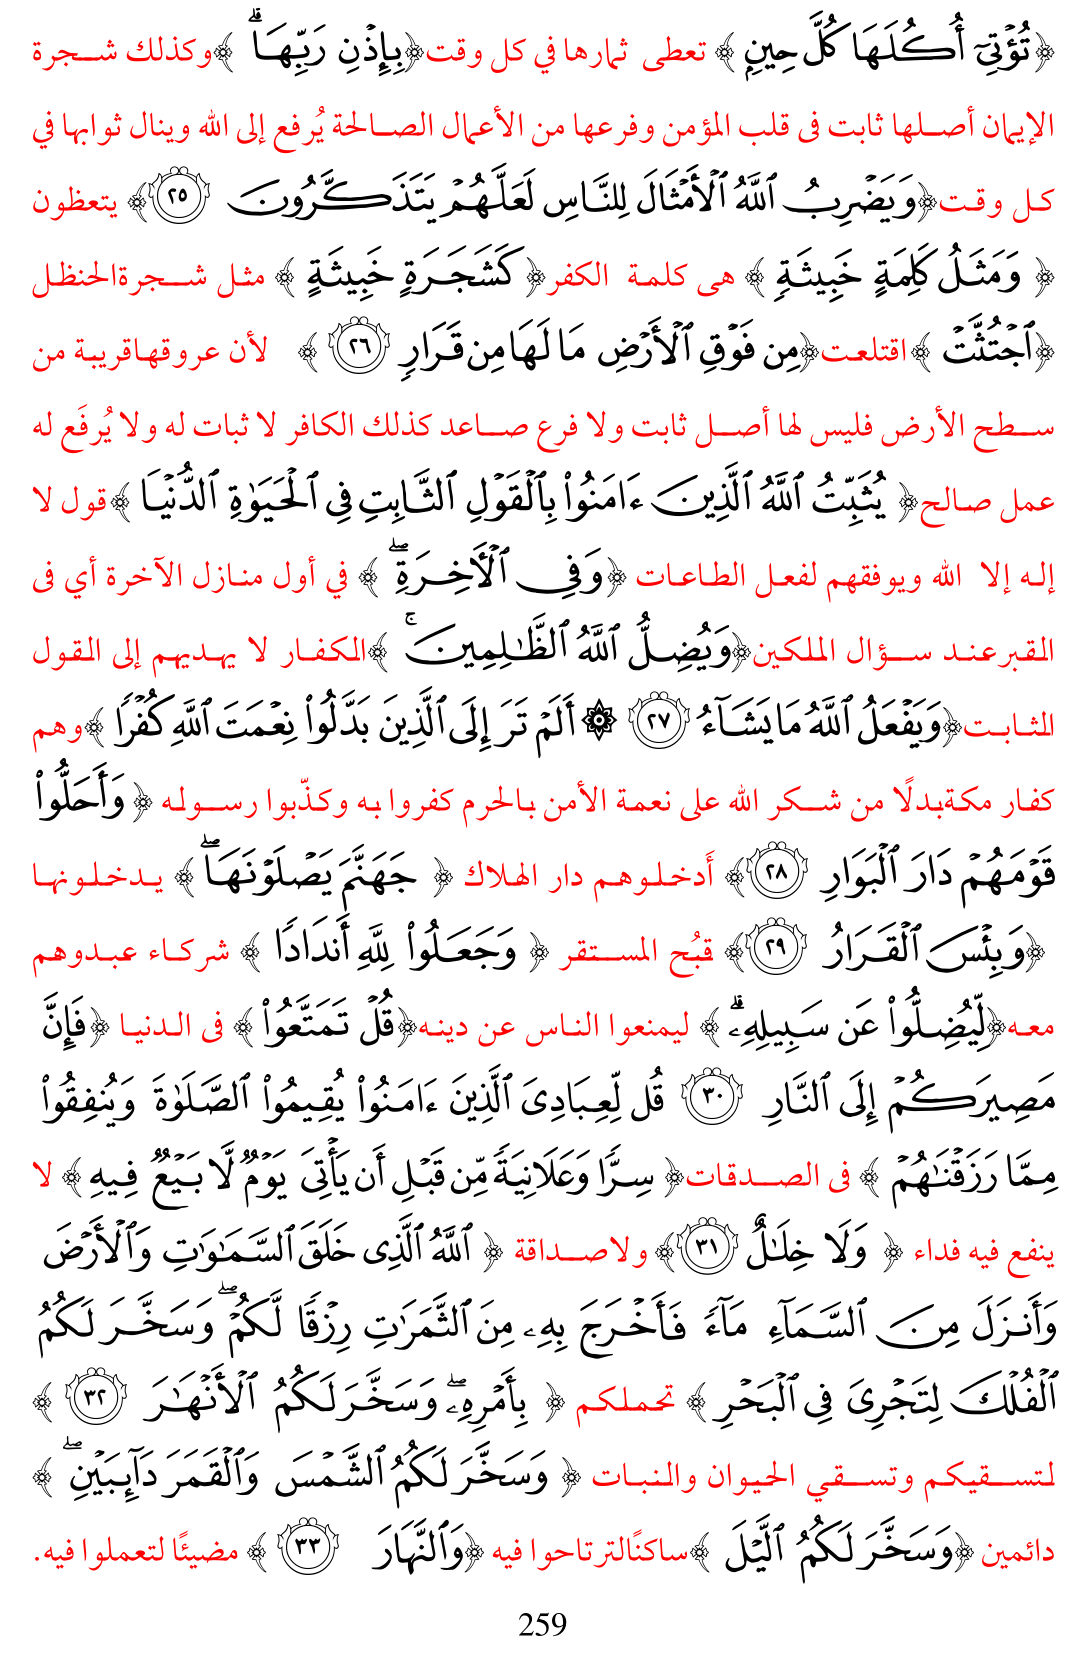 ﴿تُؤْتِىٓ أُكُلَهَا كُلَّ حِينٍۭ ﴾ تعطى ثمارها في كل وقت﴿بِإِذْنِ رَبِّهَا ۗ ﴾وكذلك شجرة
الإيمان أصلها ثابت فى قلب المؤمن وفرعها من الأعمال الصالحة يُرفع إلى الله وينال ثوابها في
كل وقت﴿وَيَضْرِبُ ٱللَّهُ ٱلْأَمْثَالَ لِلنَّاسِ لَعَلَّهُمْ يَتَذَكَّرُونَ ٢٥﴾ يتعظون
﴿ وَمَثَلُ كَلِمَةٍ خَبِيثَةٍۢ ﴾ هى كلمة الكفر﴿كَشَجَرَةٍ خَبِيثَةٍ ﴾ مثل شجرةالحنظل
﴿ٱجْتُثَّتْ ﴾اقتلعت﴿مِن فَوْقِ ٱلْأَرْضِ مَا لَهَا مِن قَرَارٍ ٢٦ ﴾ لأن عروقهاقريبة من
سطح الأرض فليس لها أصل ثابت ولا فرع صاعد كذلك الكافر لا ثبات له ولا يُرفَع له
عمل صالح﴿ يُثَبِّتُ ٱللَّهُ ٱلَّذِينَ ءَامَنُوا۟ بِٱلْقَوْلِ ٱلثَّابِتِ فِى ٱلْحَيَوٰةِ ٱلدُّنْيَا ﴾قول لا
إله إلا الله ويوفقهم لفعل الطاعات ﴿وَفِى ٱلْـَٔاخِرَةِ ۖ ﴾ في أول منازل الآخرة أي فى
القبرعند سؤال الملكين﴿وَيُضِلُّ ٱللَّهُ ٱلظَّـٰلِمِينَ ۚ ﴾الكفار لا يهديهم إلى القول
الثابت﴿وَيَفْعَلُ ٱللَّهُ مَا يَشَآءُ ٢٧ ۞ أَلَمْ تَرَ إِلَى ٱلَّذِينَ بَدَّلُوا۟ نِعْمَتَ ٱللَّهِ كُفْرًا ﴾وهم
كفار مكةبدلًا من شكر الله على نعمة الأمن بالحرم كفروا به وكذّبوا رسوله ﴿ وَأَحَلُّوا۟
قَوْمَهُمْ دَارَ ٱلْبَوَارِ ٢٨﴾ أَدخلوهم دار الهلاك ﴿ جَهَنَّمَ يَصْلَوْنَهَا ۖ ﴾ يدخلونها
﴿وَبِئْسَ ٱلْقَرَارُ ٢٩﴾ قبُح المستقر ﴿ وَجَعَلُوا۟ لِلَّهِ أَندَادًا ﴾ شركاء عبدوهم
معه﴿لِّيُضِلُّوا۟ عَن سَبِيلِهِۦ ۗ ﴾ ليمنعوا الناس عن دينه﴿قُلْ تَمَتَّعُوا۟ ﴾ فى الدنيا ﴿فَإِنَّ
مَصِيرَكُمْ إِلَى ٱلنَّارِ ٣٠ قُل لِّعِبَادِىَ ٱلَّذِينَ ءَامَنُوا۟ يُقِيمُوا۟ ٱلصَّلَوٰةَ وَيُنفِقُوا۟
مِمَّا رَزَقْنَـٰهُمْ ﴾ فى الصدقات﴿ سِرًّا وَعَلَانِيَةً مِّن قَبْلِ أَن يَأْتِىَ يَوْمٌ لَّا بَيْعٌ فِيهِ ﴾ لا
ينفع فيه فداء ﴿ وَلَا خِلَـٰلٌ ٣١﴾ ولاصداقة ﴿ ٱللَّهُ ٱلَّذِى خَلَقَ ٱلسَّمَـٰوَٰتِ وَٱلْأَرْضَ
وَأَنزَلَ مِنَ ٱلسَّمَآءِ مَآءً فَأَخْرَجَ بِهِۦ مِنَ ٱلثَّمَرَٰتِ رِزْقًا لَّكُمْ ۖ وَسَخَّرَ لَكُمُ
ٱلْفُلْكَ لِتَجْرِىَ فِى ٱلْبَحْرِ ﴾ تحملكم ﴿ بِأَمْرِهِۦ ۖ وَسَخَّرَ لَكُمُ ٱلْأَنْهَـٰرَ ٣٢ ﴾
لتسقيكم وتسقي الحيوان والنبات ﴿ وَسَخَّرَ لَكُمُ ٱلشَّمْسَ وَٱلْقَمَرَ دَآئِبَيْنِ ۖ ﴾
دائمين ﴿وَسَخَّرَ لَكُمُ ٱلَّيْلَ ﴾ساكنًالترتاحوا فيه ﴿وَٱلنَّهَارَ ٣٣ ﴾ مضيئًا لتعملوا فيه.
259